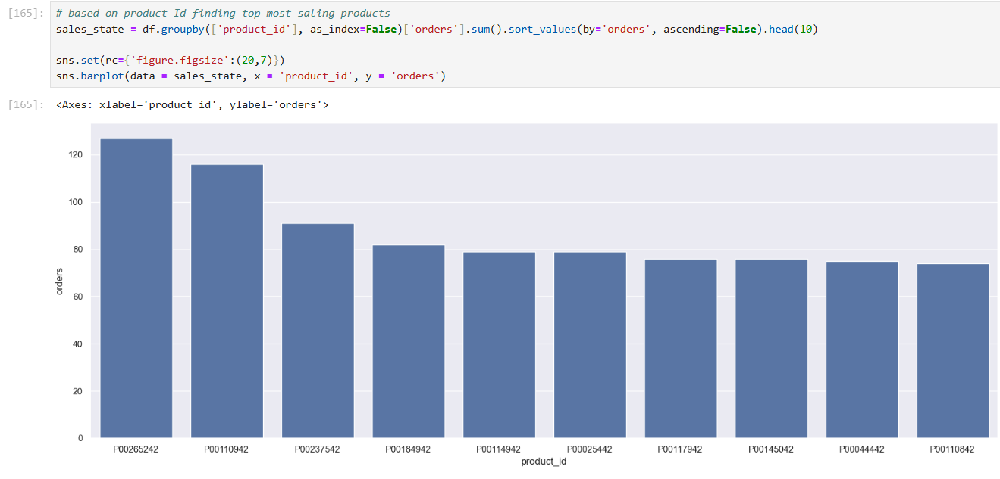 [165]: # based on product Id finding top most saling products
sales_state = df.groupby(['product_id'], as_index=False)['orders'].sum().sort_values(by='orders', ascending=False).head(10)
sns.set(rc={'figure.figsize':(20,7)})
sns.barplot(data = sales_state, x = 'product_id', y = 'orders')
[165]: <Axes: xlabel='product_id', ylabel='orders'>
120
100
80
60
40
20
0
orders
P00265242 P00110942 P00237542 P00184942 P00114942 P00025442 P00117942 P00145042 P00044442 P00110842
product_id